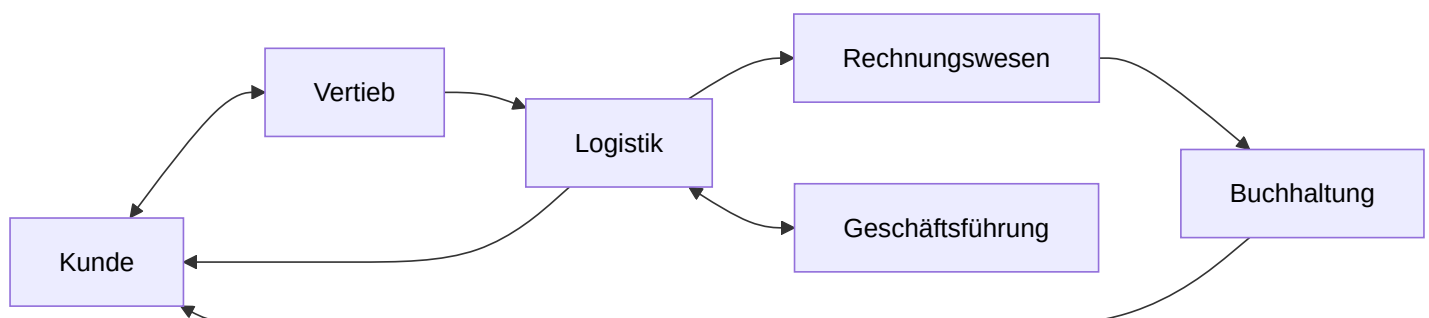 Rechnungswesen
Vertieb
Logistik
Buchhaltung
Geschäftsführung
Kunde